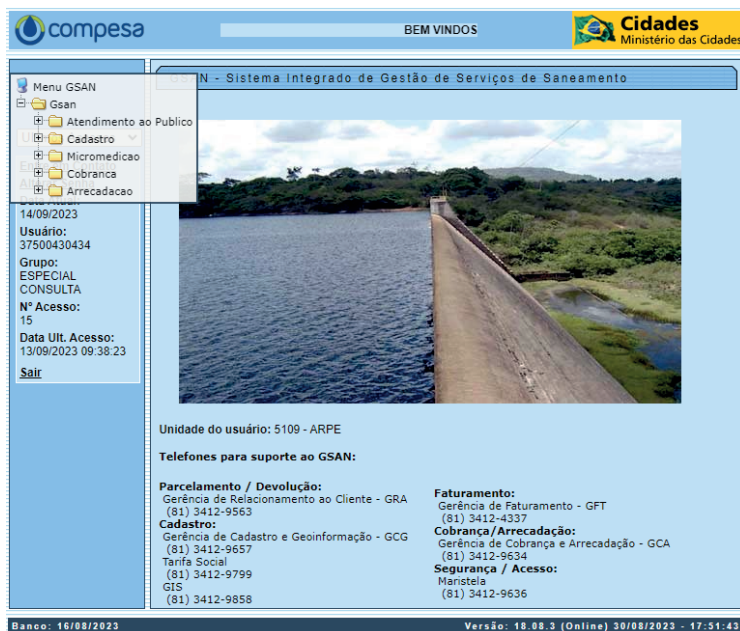 compesa
BEM VINDOS
Cidades
Ministério das Cidades
GSAN - Sistema Integrado de Gestão de Serviços de Saneamento
Menu GSAN
Gsan
Atendimento ao Publico
Cadastro
Micromedicao
Cobranca
Arrecadacao
14/09/2023
Usuário:
37500430434
Grupo:
ESPECIAL
CONSULTA
Nº Acesso:
15
Data Ult. Acesso:
13/09/2023 09:38:23
Sair
Unidade do usuário: 5109 - ARPE
Telefones para suporte ao GSAN:
Parcelamento / Devolução:
Gerência de Relacionamento ao Cliente - GRA
(81) 3412-9563
Cadastro:
Gerência de Cadastro e Geoinformação - GCG
(81) 3412-9657
Tarifa Social
(81) 3412-9799
GIS
(81) 3412-9858
Faturamento:
Gerência de Faturamento - GFT
(81) 3412-4337
Cobrança/Arrecadação:
Gerência de Cobrança e Arrecadação - GCA
(81) 3412-9634
Segurança / Acesso:
Maristela
(81) 3412-9636
Banco: 16/08/2023
Versão: 18.08.3 (Online) 30/08/2023 - 17:51:43